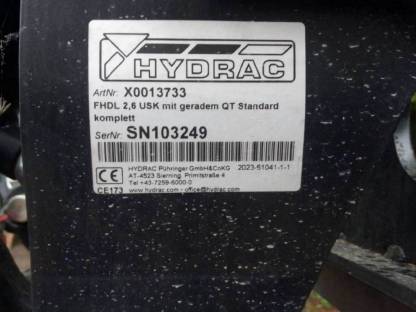 HYDRAC
ArtNr: X0013733
FHDL 2,6 USK mit geradem QT Standard
komplett
SerNr: SN103249
HYDRAC Pühringer GmbH&CoKG 2023-51041-1-1
AT-4523 Sierning Primitstraße 4
Tel +43-7259-6000-0
CE
CE173 www.hydrac.com - office@hydrac.com